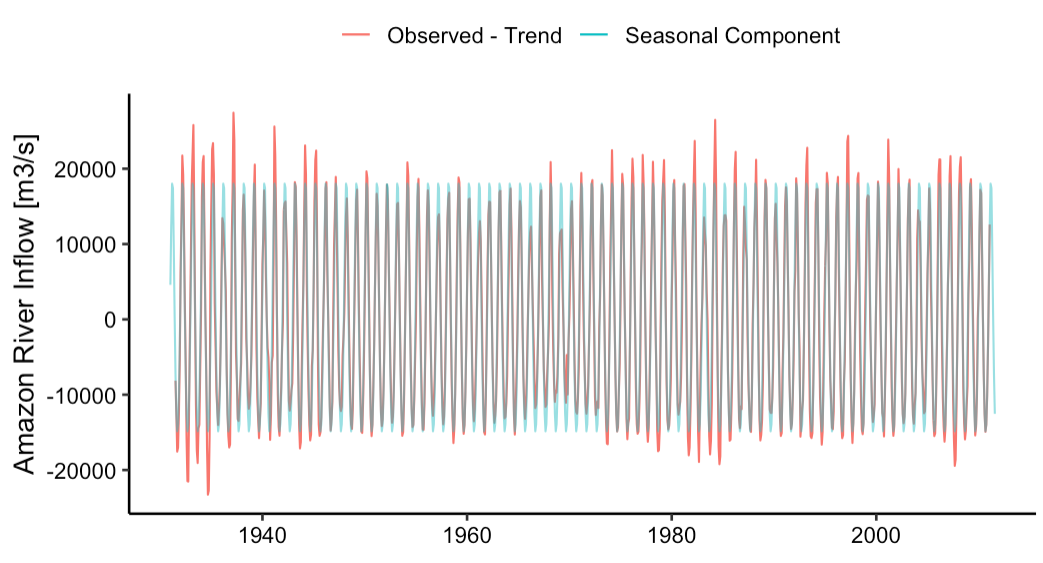 Observed - Trend Seasonal Component
Amazon River Inflow [m3/s]
20000
10000
0
-10000
-20000
1940 1960 1980 2000